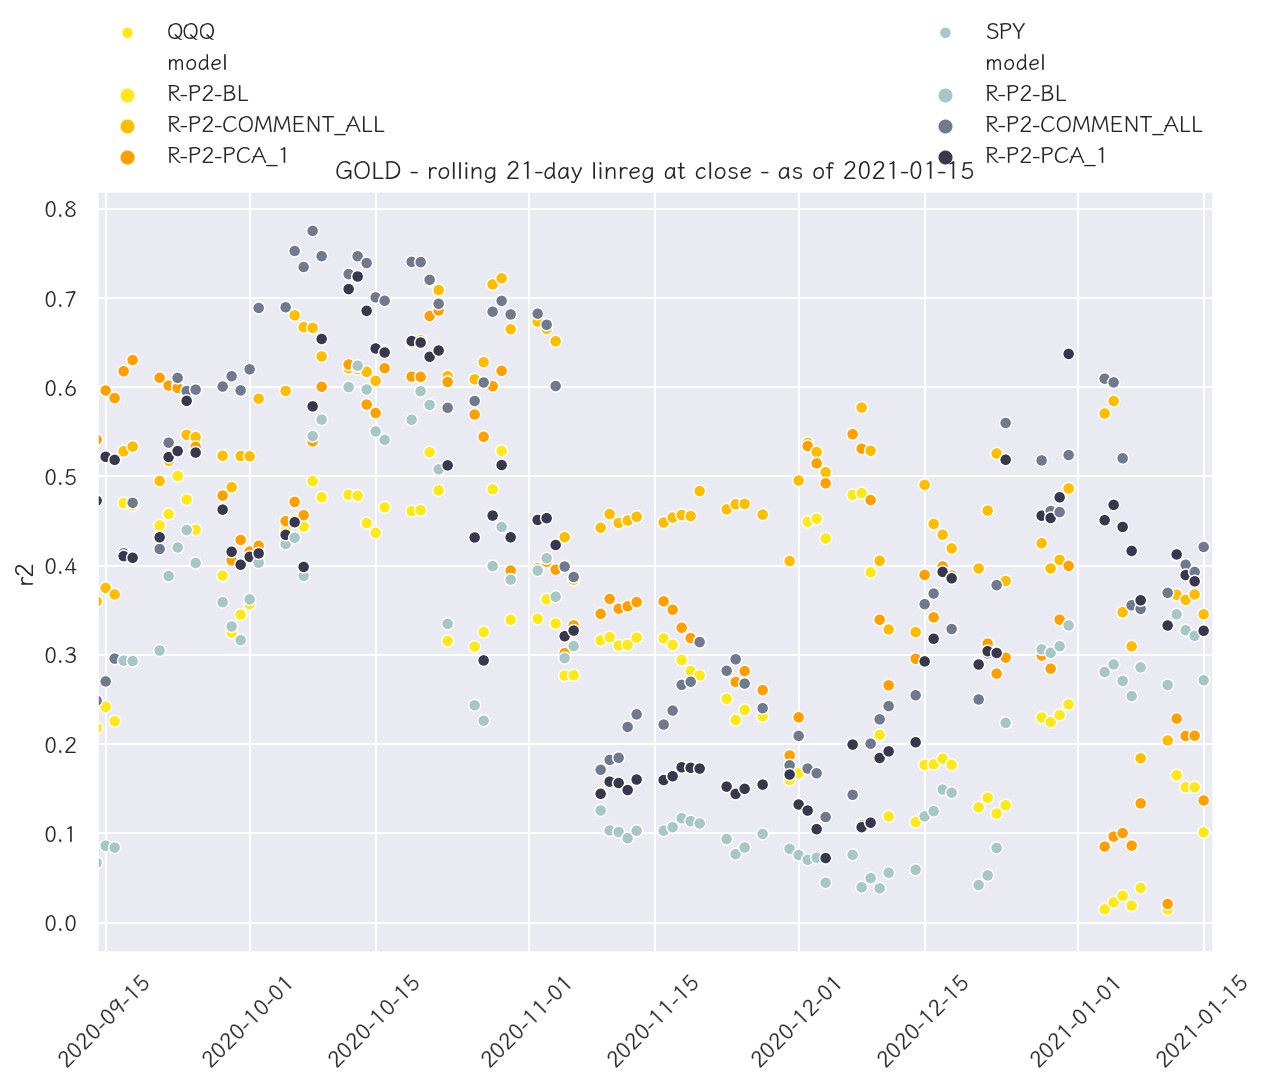 QQQ
model
R-P2-BL
R-P2-COMMENT_ALL
R-P2-PCA_1
SPY
model
R-P2-BL
R-P2-COMMENT_ALL
R-P2-PCA_1
GOLD - rolling 21-day linreg at close - as of 2021-01-15
0.8
0.7
0.6
0.5
0.4
0.3
0.2
0.1
0.0
r2
2020-09-15
2020-10-01
2020-10-15
2020-11-01
2020-11-15
2020-12-01
2020-12-15
2021-01-01
2021-01-15